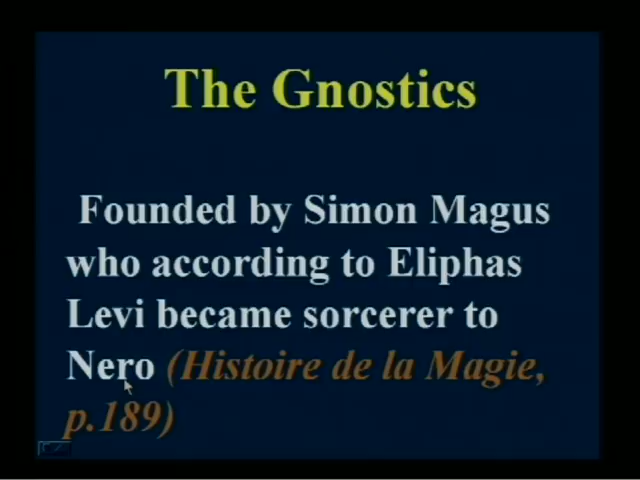 The Gnostics
Founded by Simon Magus
who according to Eliphas
Levi became sorcerer to
Nero (Histoire de la Magie,
p.189)